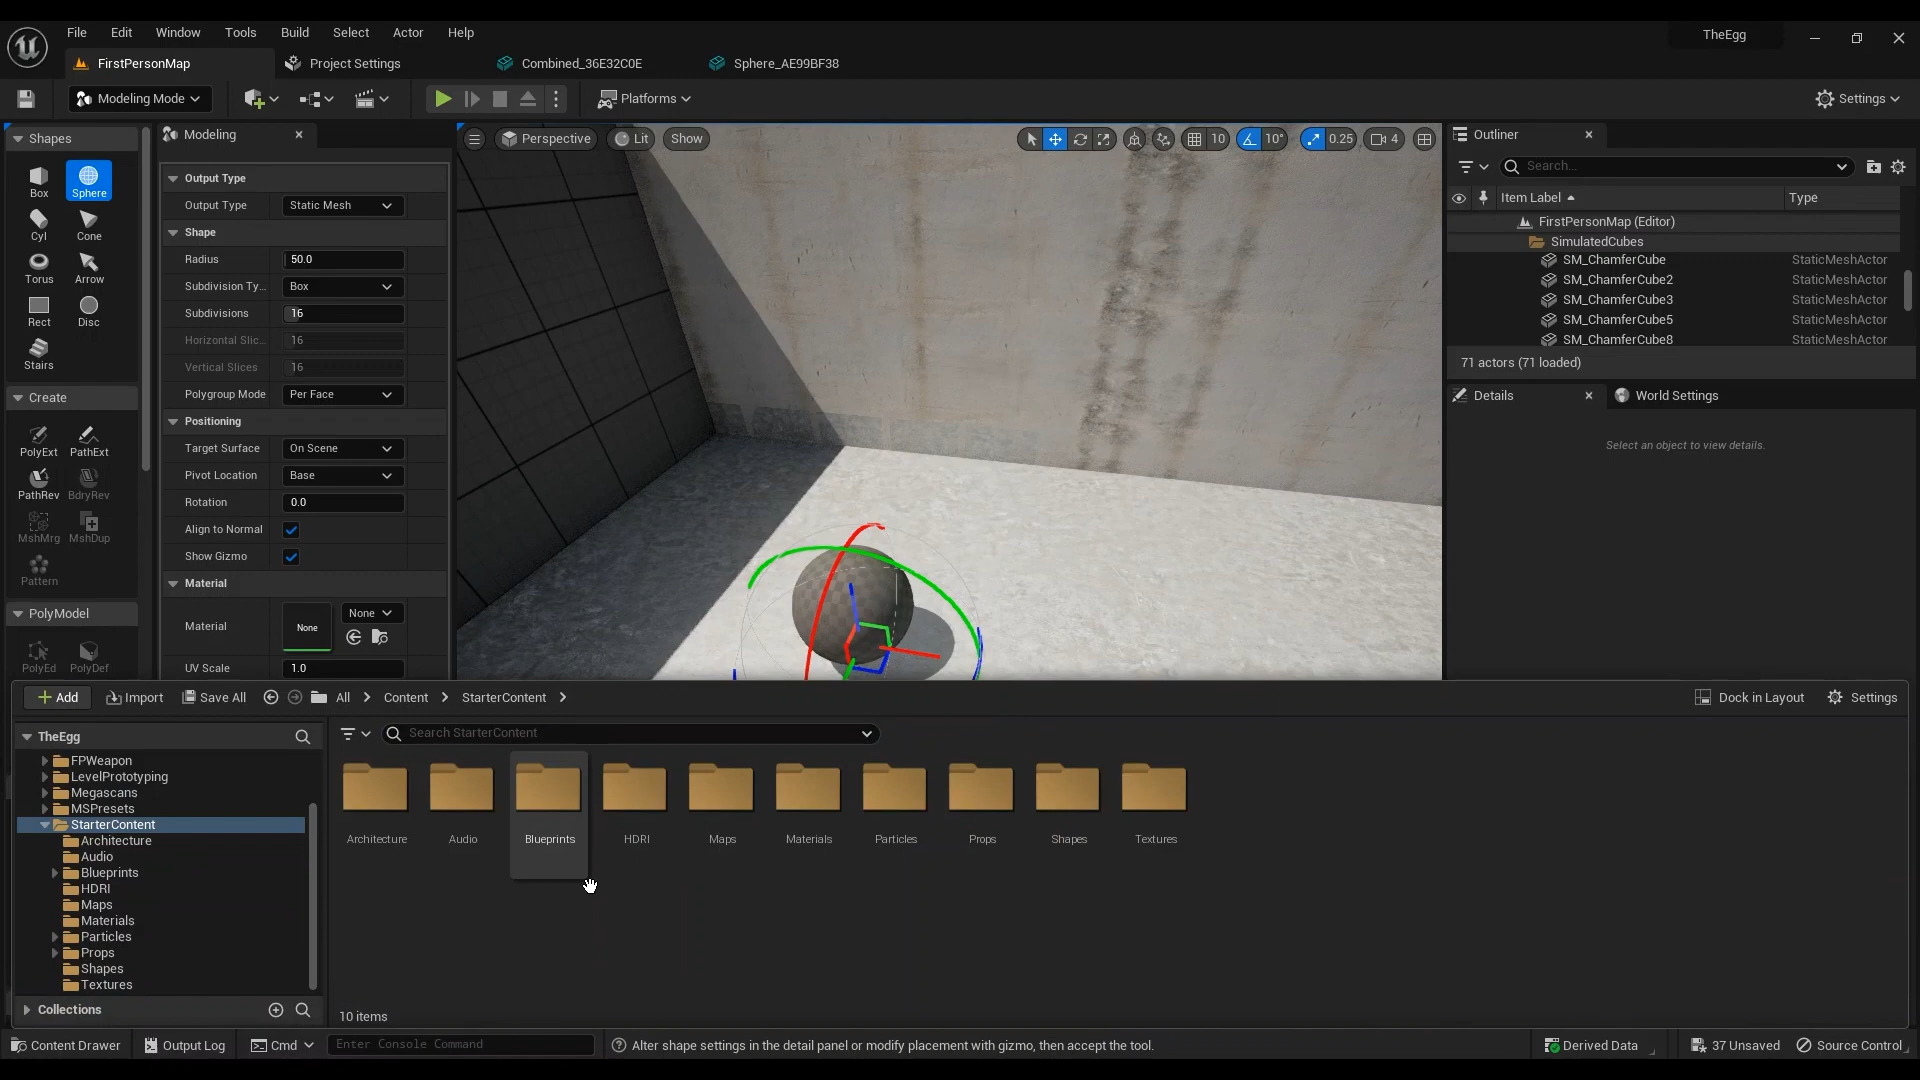 File Edit Window Tools Build Select Actor Help
TheEgg
FirstPersonMap
Project Settings
Combined_36E32C0E
Sphere_AE99BF38
Modeling Mode
Platforms
Settings
Shapes
Box
Sphere
Cyl
Cone
Torus
Arrow
Rect
Disc
Stairs
Create
PolyExt
PathExt
PathRev
BdryRev
MshMrg
MshDup
Pattern
PolyModel
PolyEd
PolyDef
Modeling
Output Type
Output Type Static Mesh
Shape
Radius 50.0
Subdivision Ty... Box
Subdivisions 16
Horizontal Slic... 16
Vertical Slices 16
Polygroup Mode Per Face
Positioning
Target Surface On Scene
Pivot Location Base
Rotation 0.0
Align to Normal
Show Gizmo
Material
Material None None
UV Scale 1.0
Perspective Lit Show
10 10° 0.25 4
Outliner
Search...
Item Label Type
FirstPersonMap (Editor)
SimulatedCubes
SM_ChamferCube StaticMeshActor
SM_ChamferCube2 StaticMeshActor
SM_ChamferCube3 StaticMeshActor
SM_ChamferCube5 StaticMeshActor
SM_ChamferCube8 StaticMeshActor
71 actors (71 loaded)
Details
World Settings
Select an object to view details.
Add Import Save All All Content StarterContent
Dock in Layout Settings
TheEgg
Search StarterContent
FPWeapon
LevelPrototyping
Megascans
MSPresets
StarterContent
Architecture
Audio
Blueprints
HDRI
Maps
Materials
Particles
Props
Shapes
Textures
Collections
Architecture Audio Blueprints HDRI Maps Materials Particles Props Shapes Textures
10 items
Content Drawer Output Log Cmd Enter Console Command
Alter shape settings in the detail panel or modify placement with gizmo, then accept the tool.
Derived Data 37 Unsaved Source Control